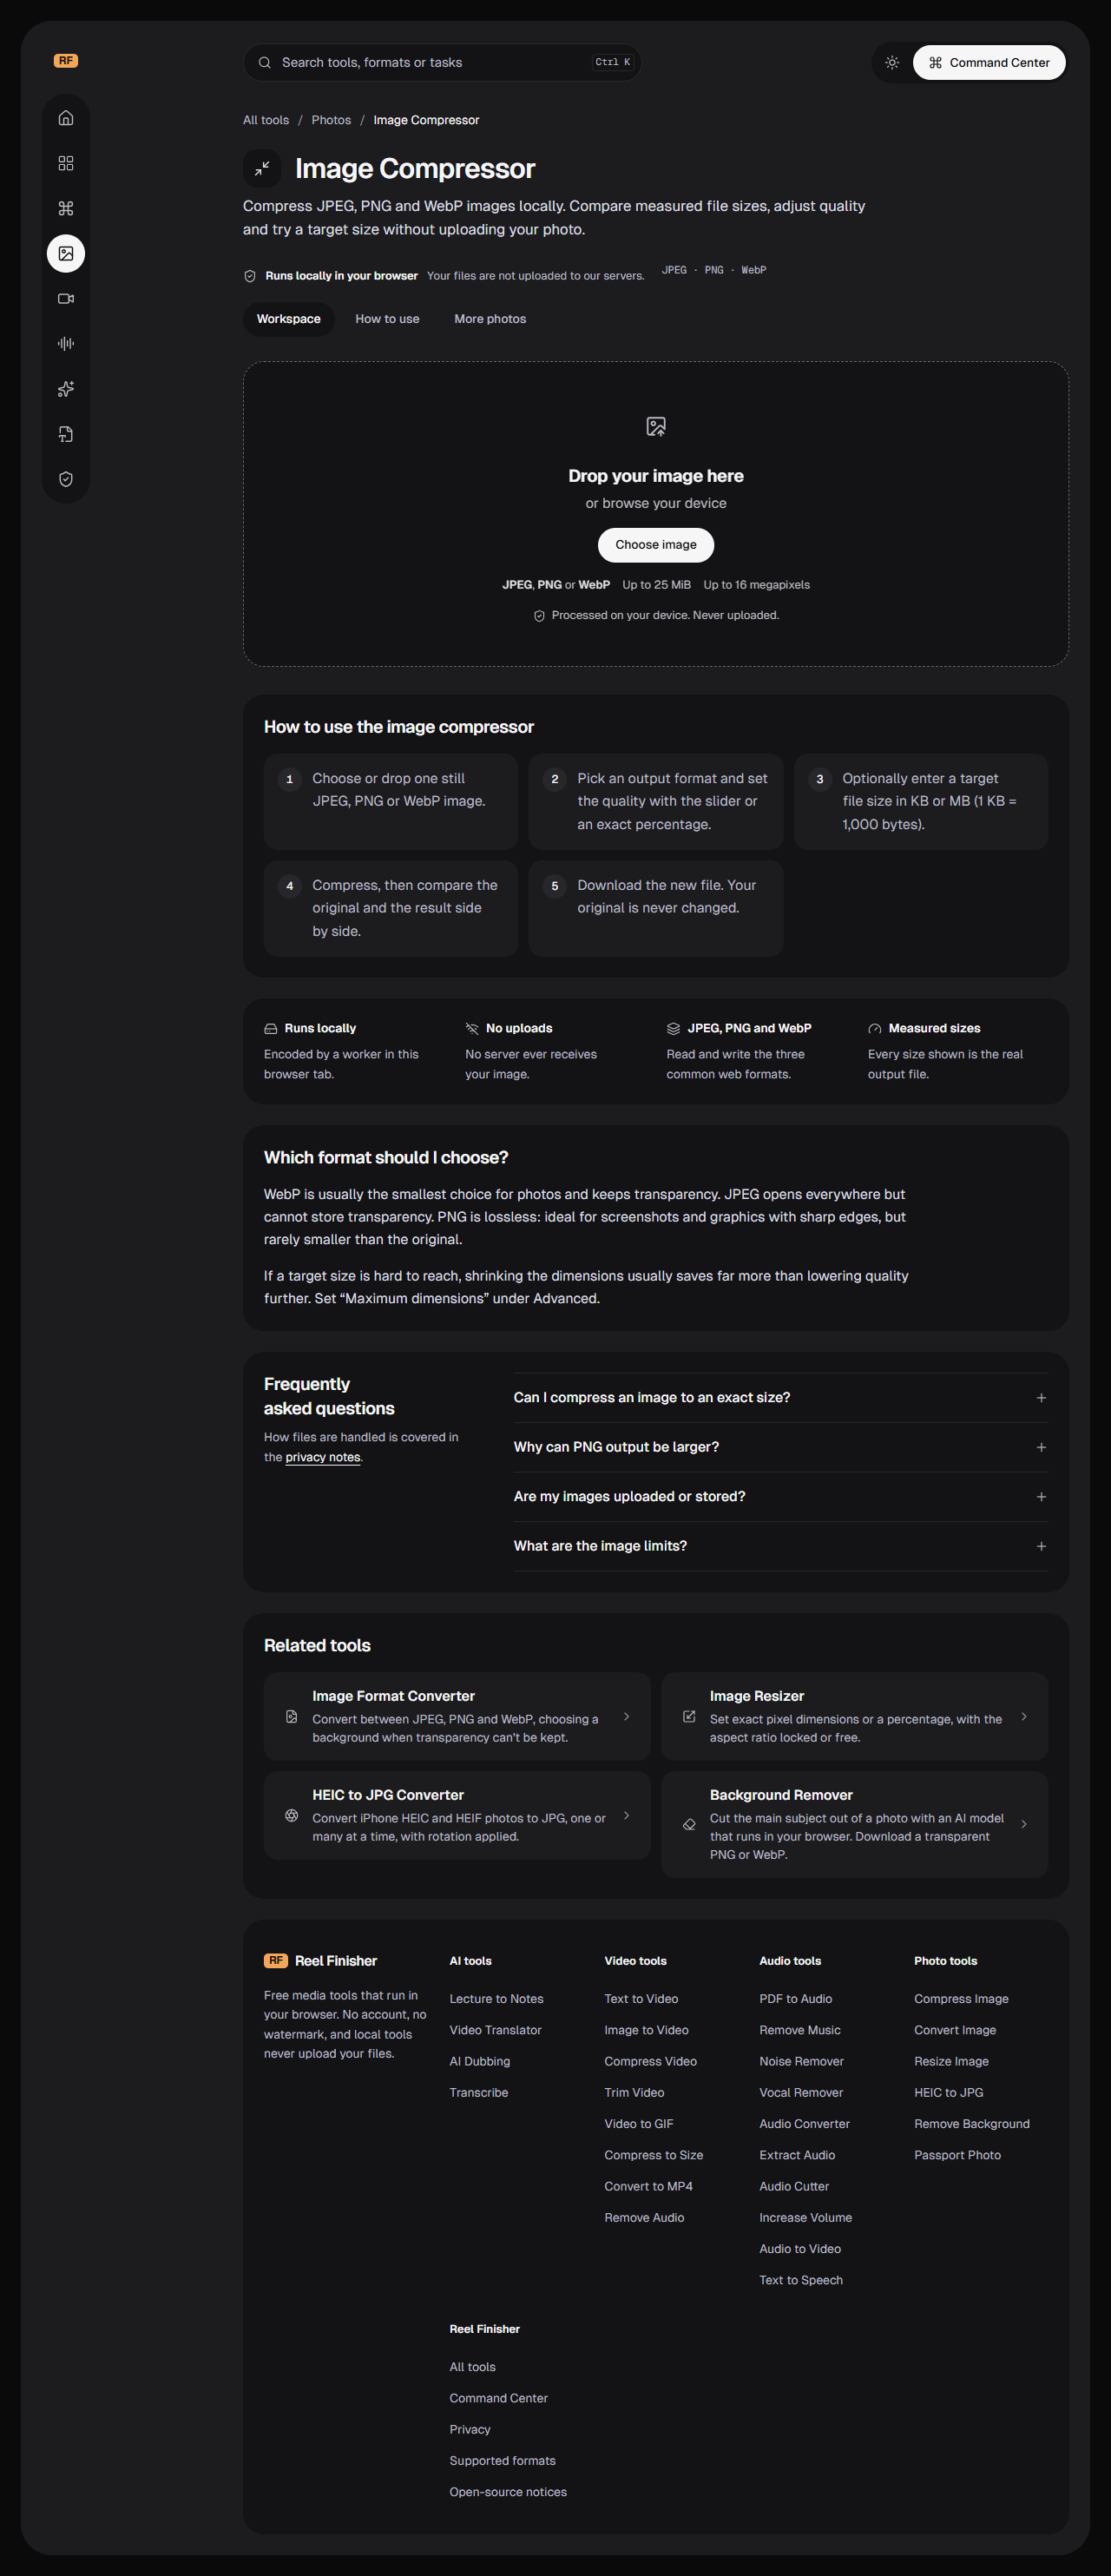 RF
Search tools, formats or tasks
Ctrl K
Command Center
All tools / Photos / Image Compressor
Image Compressor
Compress JPEG, PNG and WebP images locally. Compare measured file sizes, adjust quality
and try a target size without uploading your photo.
Runs locally in your browser Your files are not uploaded to our servers. JPEG · PNG · WebP
Workspace
How to use
More photos
Drop your image here
or browse your device
Choose image
JPEG, PNG or WebP Up to 25 MiB Up to 16 megapixels
Processed on your device. Never uploaded.
How to use the image compressor
1
Choose or drop one still
JPEG, PNG or WebP image.
2
Pick an output format and set
the quality with the slider or
an exact percentage.
3
Optionally enter a target
file size in KB or MB (1 KB =
1,000 bytes).
4
Compress, then compare the
original and the result side
by side.
5
Download the new file. Your
original is never changed.
Runs locally
Encoded by a worker in this
browser tab.
No uploads
No server ever receives
your image.
JPEG, PNG and WebP
Read and write the three
common web formats.
Measured sizes
Every size shown is the real
output file.
Which format should I choose?
WebP is usually the smallest choice for photos and keeps transparency. JPEG opens everywhere but
cannot store transparency. PNG is lossless: ideal for screenshots and graphics with sharp edges, but
rarely smaller than the original.
If a target size is hard to reach, shrinking the dimensions usually saves far more than lowering quality
further. Set “Maximum dimensions” under Advanced.
Frequently
asked questions
How files are handled is covered in
the privacy notes.
Can I compress an image to an exact size?
Why can PNG output be larger?
Are my images uploaded or stored?
What are the image limits?
Related tools
Image Format Converter
Convert between JPEG, PNG and WebP, choosing a
background when transparency can't be kept.
Image Resizer
Set exact pixel dimensions or a percentage, with the
aspect ratio locked or free.
HEIC to JPG Converter
Convert iPhone HEIC and HEIF photos to JPG, one or
many at a time, with rotation applied.
Background Remover
Cut the main subject out of a photo with an AI model
that runs in your browser. Download a transparent
PNG or WebP.
RF Reel Finisher
Free media tools that run in
your browser. No account, no
watermark, and local tools
never upload your files.
AI tools
Lecture to Notes
Video Translator
AI Dubbing
Transcribe
Video tools
Text to Video
Image to Video
Compress Video
Trim Video
Video to GIF
Compress to Size
Convert to MP4
Remove Audio
Audio tools
PDF to Audio
Remove Music
Noise Remover
Vocal Remover
Audio Converter
Extract Audio
Audio Cutter
Increase Volume
Audio to Video
Text to Speech
Photo tools
Compress Image
Convert Image
Resize Image
HEIC to JPG
Remove Background
Passport Photo
Reel Finisher
All tools
Command Center
Privacy
Supported formats
Open-source notices